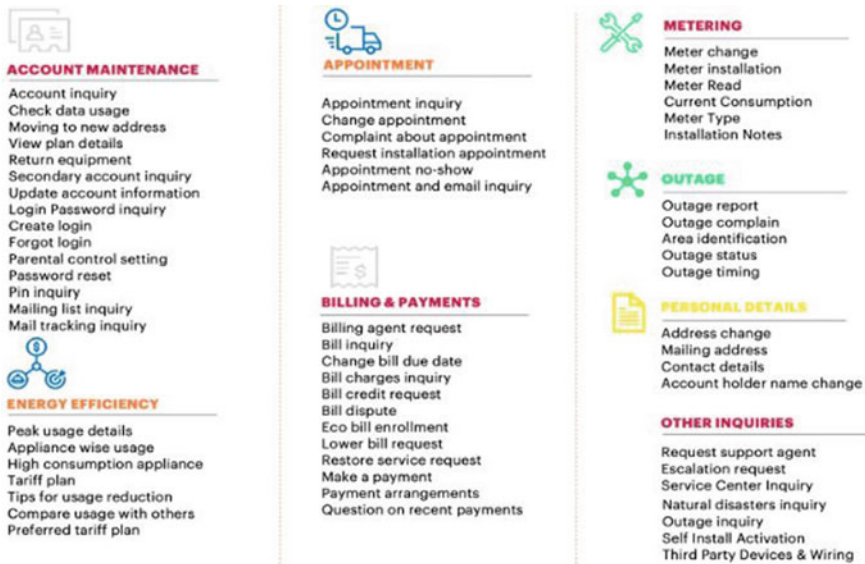 ACCOUNT MAINTENANCE
Account inquiry
Check data usage
Moving to new address
View plan details
Return equipment
Secondary account inquiry
Update account information
Login Password inquiry
Create login
Forgot login
Parental control setting
Password reset
Pin inquiry
Mailing list inquiry
Mail tracking inquiry
ENERGY EFFICIENCY
Peak usage details
Appliance wise usage
High consumption appliance
Tariff plan
Tips for usage reduction
Compare usage with others
Preferred tariff plan
APPOINTMENT
Appointment inquiry
Change appointment
Complaint about appointment
Request installation appointment
Appointment no-show
Appointment and email inquiry
$
BILLING & PAYMENTS
Billing agent request
Bill inquiry
Change bill due date
Bill charges inquiry
Bill credit request
Bill dispute
Eco bill enrollment
Lower bill request
Restore service request
Make a payment
Payment arrangements
Question on recent payments
METERING
Meter change
Meter installation
Meter Read
Current Consumption
Meter Type
Installation Notes
OUTAGE
Outage report
Outage complain
Area identification
Outage status
Outage timing
PERSONAL DETAILS
Address change
Mailing address
Contact details
Account holder name change
OTHER INQUIRIES
Request support agent
Escalation request
Service Center Inquiry
Natural disasters inquiry
Outage inquiry
Self Install Activation
Third Party Devices & Wiring